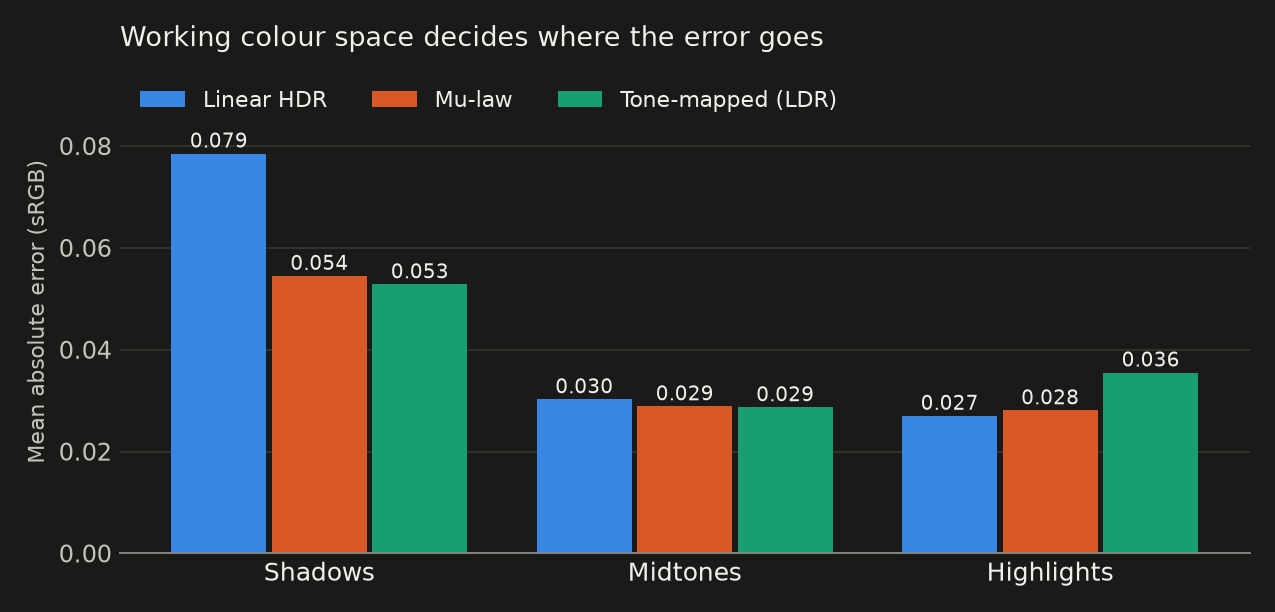 Working colour space decides where the error goes
Linear HDR
Mu-law
Tone-mapped (LDR)
Mean absolute error (sRGB)
0.08
0.06
0.04
0.02
0.00
0.079
0.054
0.053
0.030
0.029
0.029
0.027
0.028
0.036
Shadows
Midtones
Highlights